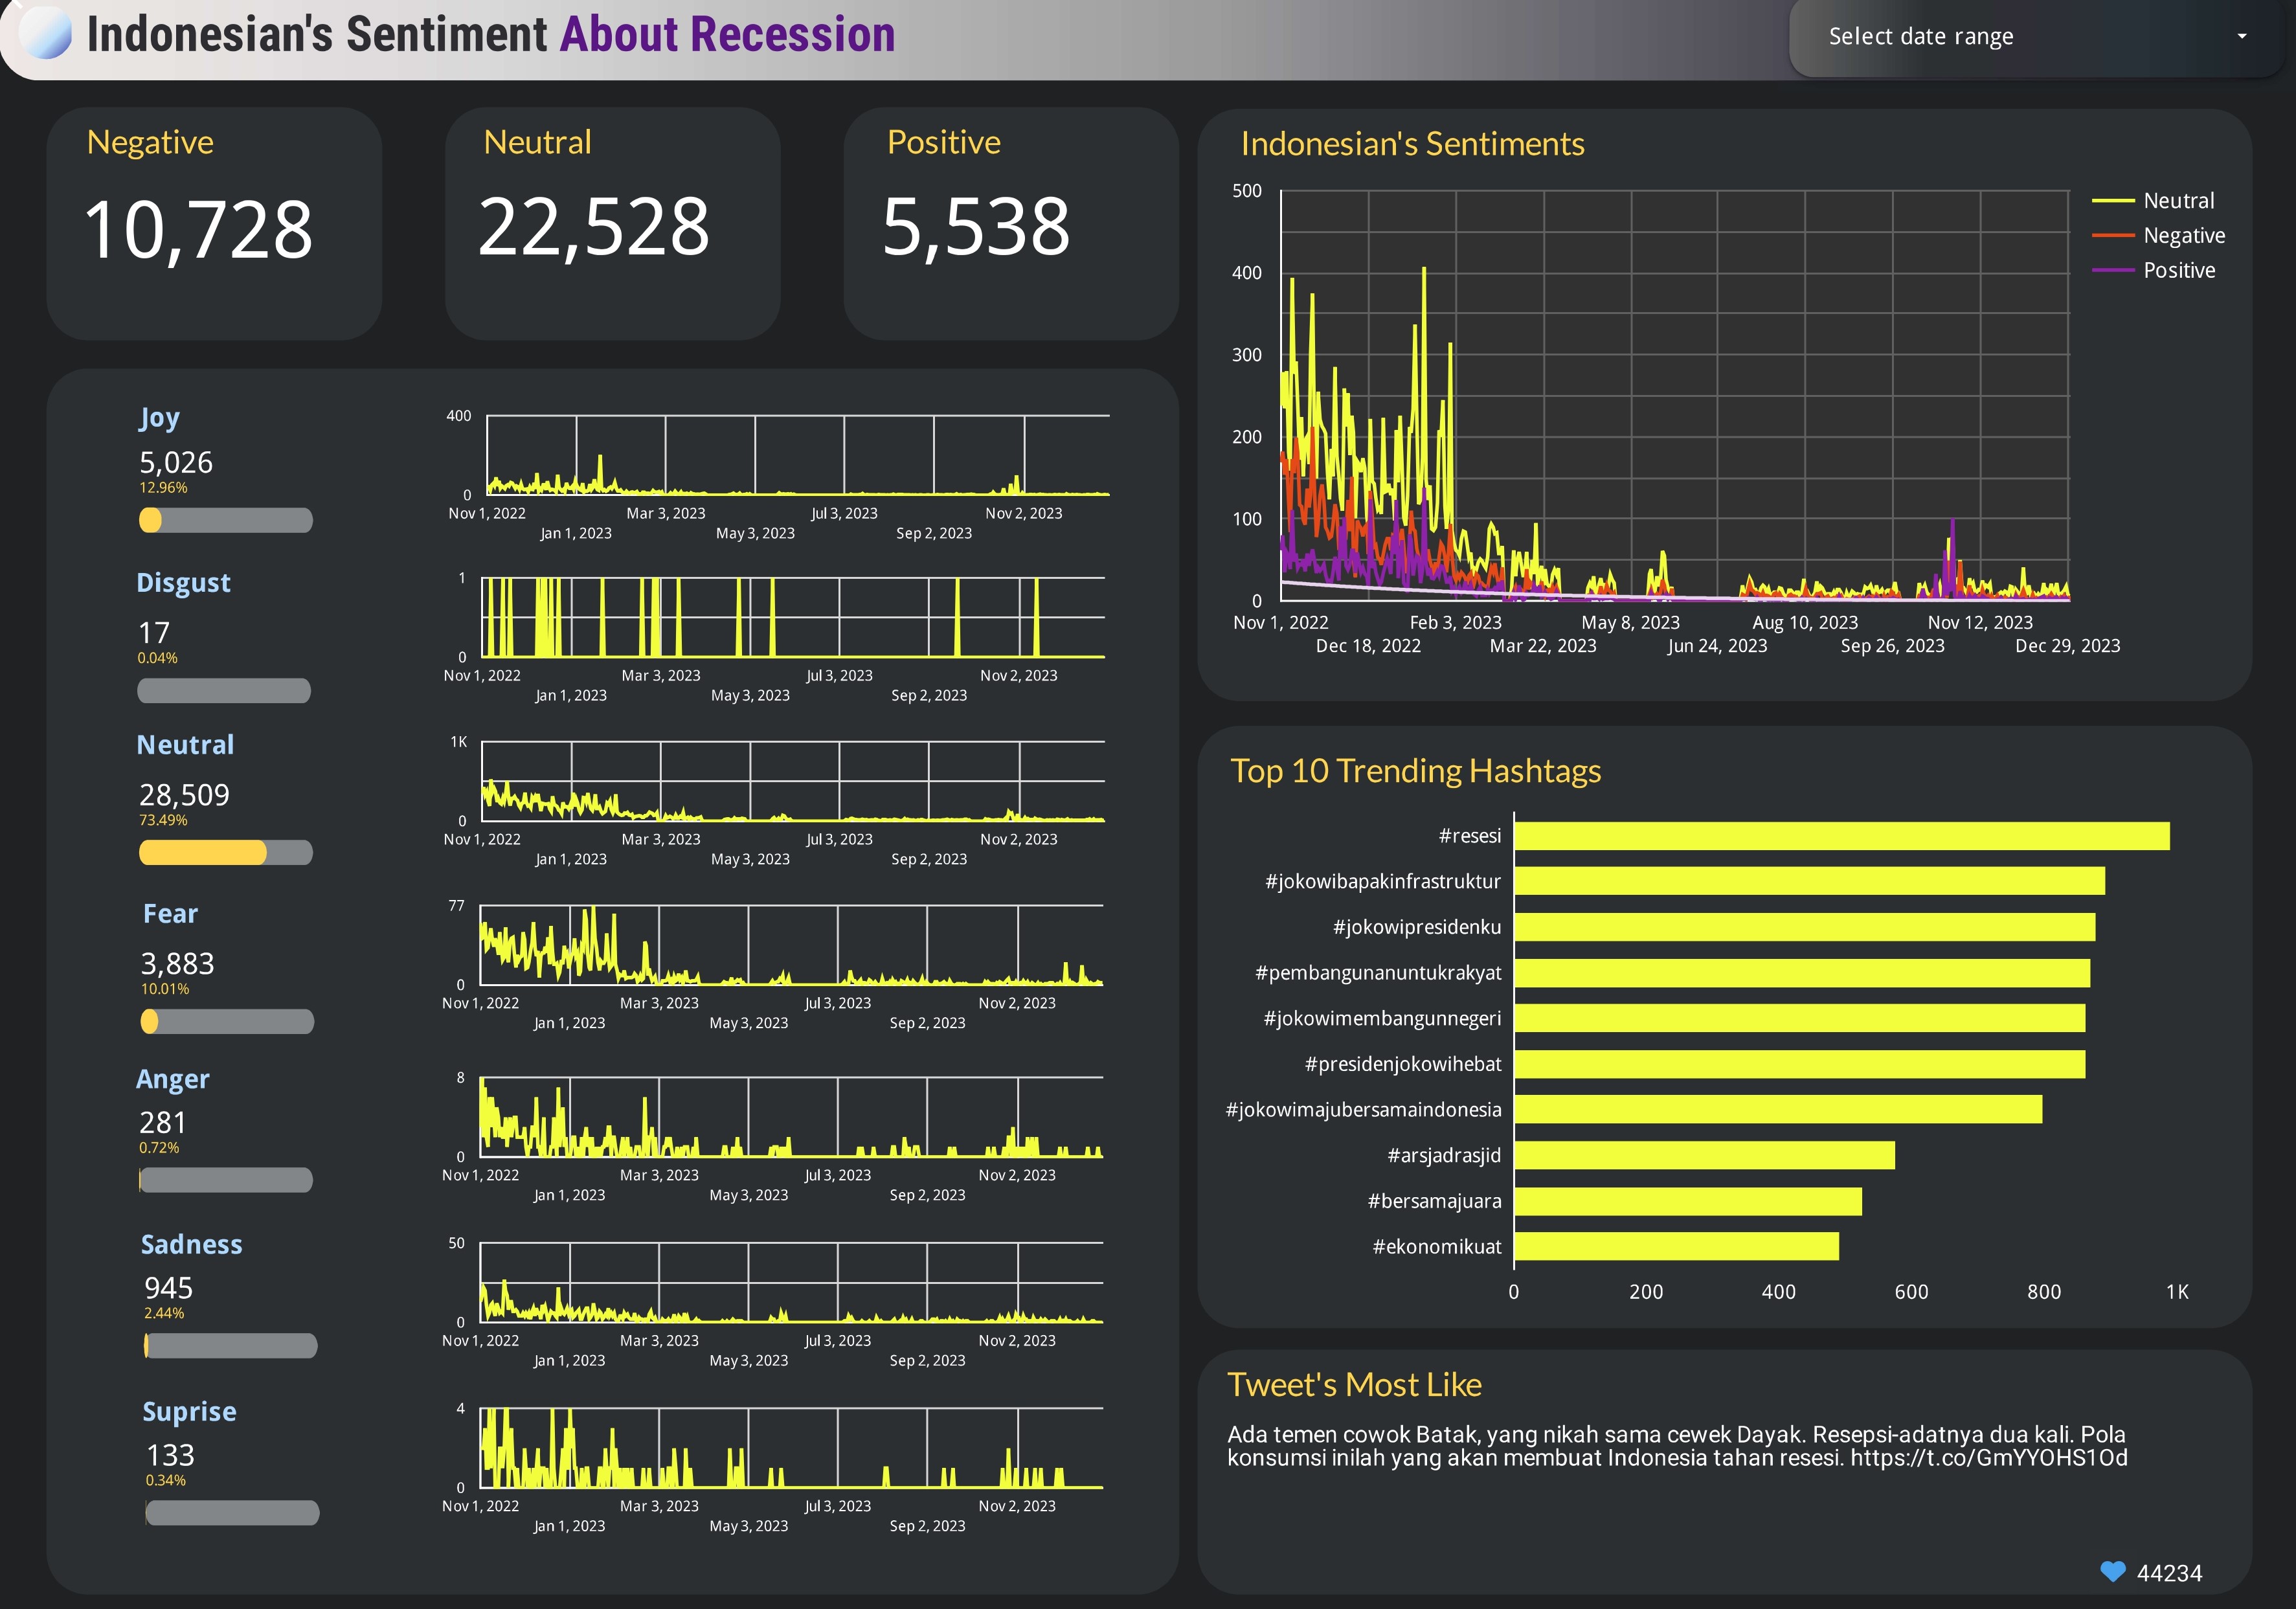 Indonesian's Sentiment About Recession
Select date range
Negative
10,728
Neutral
22,528
Positive
5,538
Joy
5,026
12.96%
400
0
Nov 1, 2022
Jan 1, 2023
Mar 3, 2023
May 3, 2023
Jul 3, 2023
Sep 2, 2023
Nov 2, 2023
Disgust
17
0.04%
1
0
Nov 1, 2022
Jan 1, 2023
Mar 3, 2023
May 3, 2023
Jul 3, 2023
Sep 2, 2023
Nov 2, 2023
Neutral
28,509
73.49%
1K
0
Nov 1, 2022
Jan 1, 2023
Mar 3, 2023
May 3, 2023
Jul 3, 2023
Sep 2, 2023
Nov 2, 2023
Fear
3,883
10.01%
77
0
Nov 1, 2022
Jan 1, 2023
Mar 3, 2023
May 3, 2023
Jul 3, 2023
Sep 2, 2023
Nov 2, 2023
Anger
281
0.72%
8
0
Nov 1, 2022
Jan 1, 2023
Mar 3, 2023
May 3, 2023
Jul 3, 2023
Sep 2, 2023
Nov 2, 2023
Sadness
945
2.44%
50
0
Nov 1, 2022
Jan 1, 2023
Mar 3, 2023
May 3, 2023
Jul 3, 2023
Sep 2, 2023
Nov 2, 2023
Suprise
133
0.34%
4
0
Nov 1, 2022
Jan 1, 2023
Mar 3, 2023
May 3, 2023
Jul 3, 2023
Sep 2, 2023
Nov 2, 2023
Indonesian's Sentiments
500
400
300
200
100
0
Nov 1, 2022
Dec 18, 2022
Feb 3, 2023
Mar 22, 2023
May 8, 2023
Jun 24, 2023
Aug 10, 2023
Sep 26, 2023
Nov 12, 2023
Dec 29, 2023
Neutral
Negative
Positive
Top 10 Trending Hashtags
#resesi
#jokowibapakinfrastruktur
#jokowipresidenku
#pembangunanuntukrakyat
#jokowimembangunnegeri
#presidenjokowihebat
#jokowimajubersamaindonesia
#arsjadrasjid
#bersamajuara
#ekonomikuat
0 200 400 600 800 1K
Tweet's Most Like
Ada temen cowok Batak, yang nikah sama cewek Dayak. Resepsi-adatnya dua kali. Pola
konsumsi inilah yang akan membuat Indonesia tahan resesi. https://t.co/GmYYOHS1Od
44234